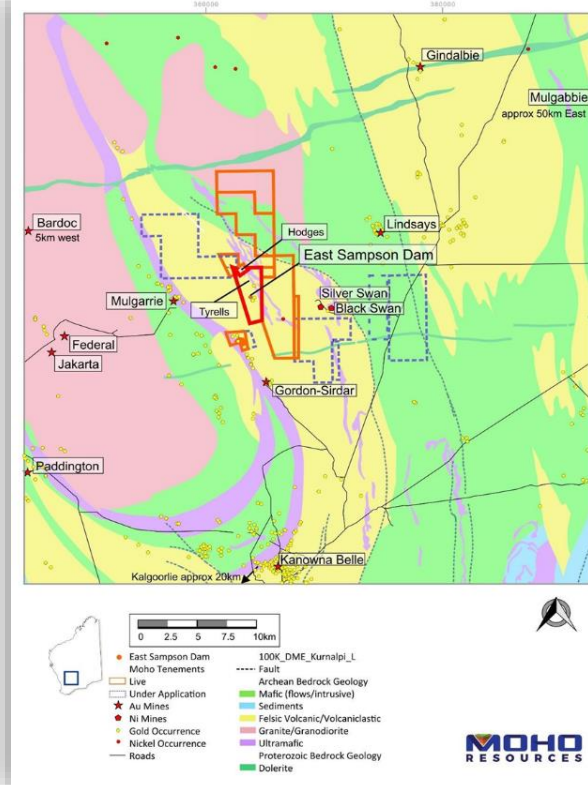 380000
Gindalbie
Mulgabbie
approx 50km East
Bardoc
5km west
Lindsays
Hodges
East Sampson Dam
Silver Swan
Black Swan
Mulgarrie
Tyrells
Federal
Jakarta
Gordon-Sirdar
Paddington
Kanowna Belle
Kalgoorlie approx 20km
0 2.5 5 7.5 10km
East Sampson Dam
Moho Tenements
Live
Under Application
Au Mines
Ni Mines
Gold Occurrence
Nickel Occurrence
Roads
100K_DME_Kurnalpi_L
Fault
Archean Bedrock Geology
Mafic (flows/intrusive)
Sediments
Felsic Volcanic/Volcaniclastic
Granite/Granodiorite
Ultramafic
Proterozoic Bedrock Geology
Dolerite
MOHO
RESOURCES